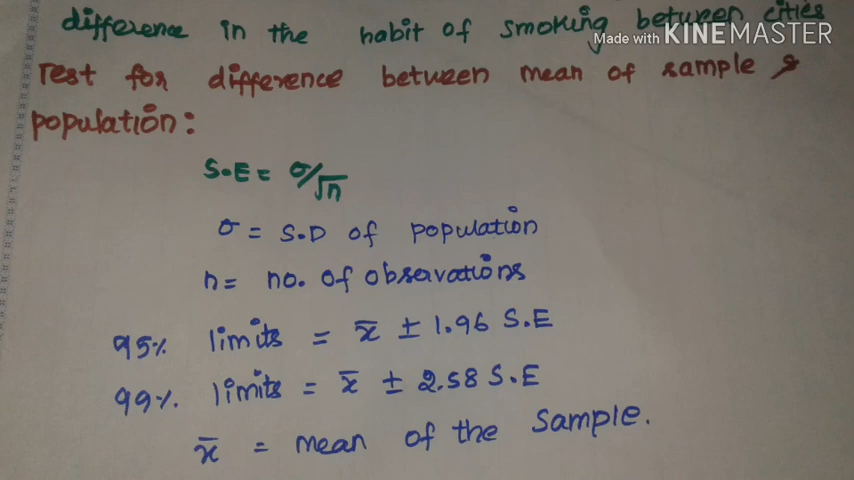 difference in the habit of smoking between cities
Made with KINEMASTER
Test for difference between mean of sample &
population:
S.E = σ/√n
σ = S.D of population
n = no. of observations
95% limits = x̄ ± 1.96 S.E
99% limits = x̄ ± 2.58 S.E
x̄ = mean of the sample.